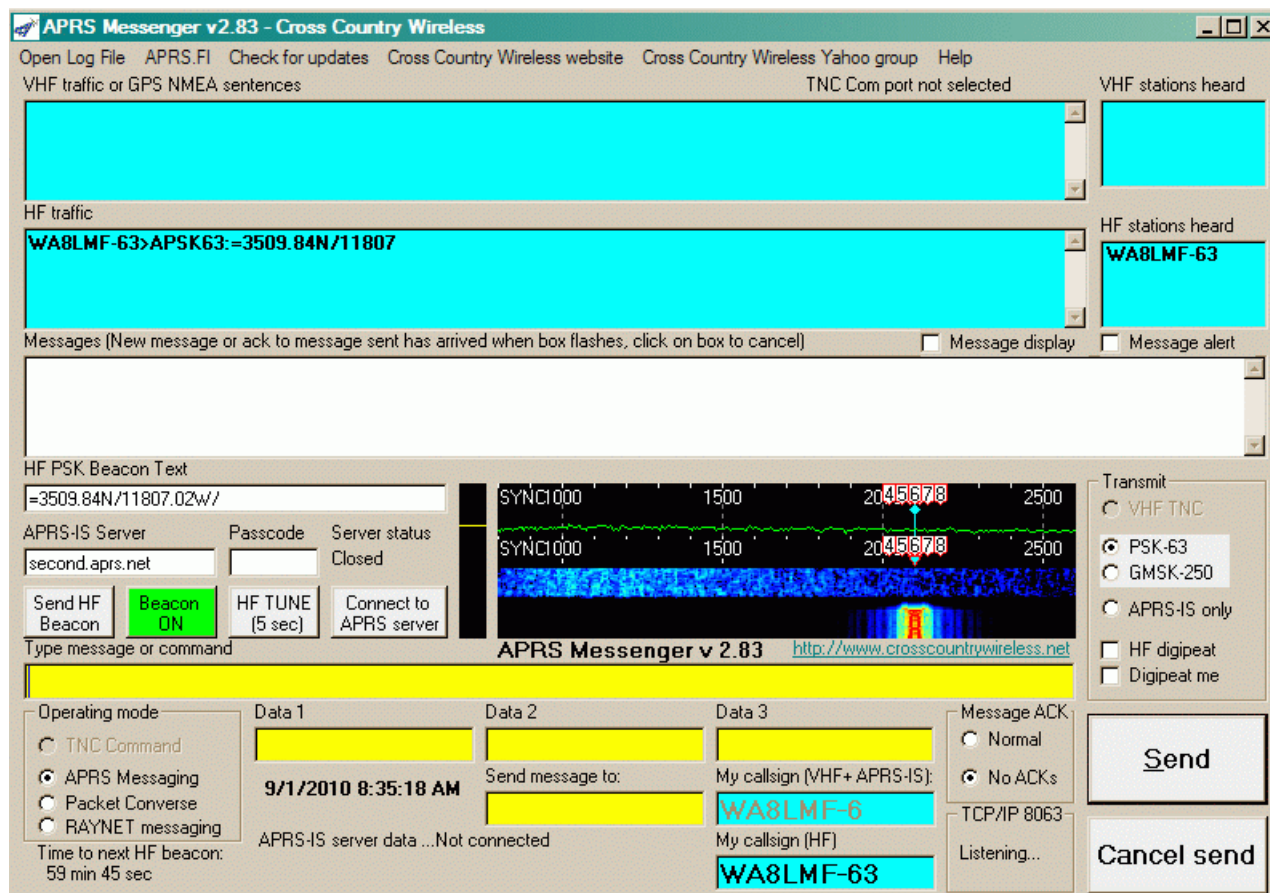 APRS Messenger v2.83 - Cross Country Wireless
Open Log File APRS.FI Check for updates Cross Country Wireless website Cross Country Wireless Yahoo group Help
VHF traffic or GPS NMEA sentences TNC Com port not selected VHF stations heard
HF traffic
HF stations heard
WA8LMF-63>APSK63:=3509.84N/11807
WA8LMF-63
Messages (New message or ack to message sent has arrived when box flashes, click on box to cancel) Message display Message alert
HF PSK Beacon Text
=3509.84N/11807.02W/
APRS-IS Server Passcode Server status
second.aprs.net Closed
Send HF Beacon
Beacon ON
HF TUNE (5 sec)
Connect to APRS server
SYNC1000 1500 2045678 2500
SYNC1000 1500 2045678 2500
APRS Messenger v 2.83 http://www.crosscountrywireless.net
Transmit
VHF TNC
PSK-63
GMSK-250
APRS-IS only
HF digipeat
Digipeat me
Type message or command
Operating mode
TNC Command
APRS Messaging
Packet Converse
RAYNET messaging
Time to next HF beacon:
59 min 45 sec
Data 1 Data 2 Data 3
9/1/2010 8:35:18 AM
Send message to:
My callsign (VHF+ APRS-IS):
WA8LMF-6
APRS-IS server data ...Not connected
My callsign (HF)
WA8LMF-63
Message ACK
Normal
No ACKs
TCP/IP 8063
Listening...
Send
Cancel send